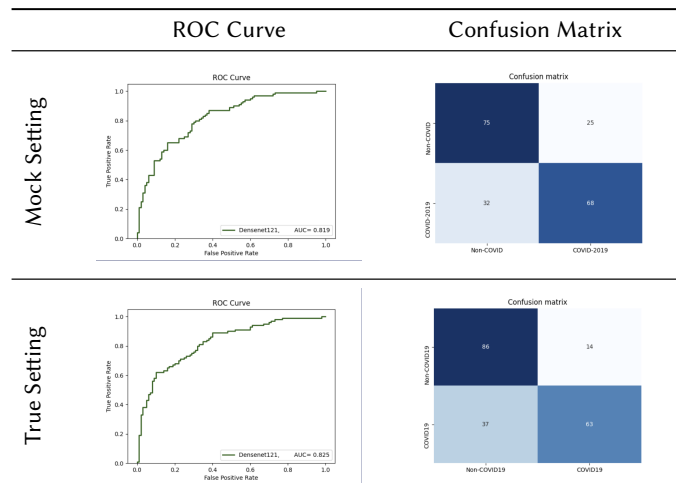 ROC Curve Confusion Matrix
Mock Setting
ROC Curve
True Positive Rate
1.0
0.8
0.6
0.4
0.2
0.0
Densenet121, AUC= 0.819
0.0 0.2 0.4 0.6 0.8 1.0
False Positive Rate
Confusion matrix
Non-COVID
75 25
COVID-2019
32 68
Non-COVID COVID-2019
True Setting
ROC Curve
True Positive Rate
1.0
0.8
0.6
0.4
0.2
0.0
Densenet121, AUC= 0.825
0.0 0.2 0.4 0.6 0.8 1.0
False Positive Rate
Confusion matrix
Non-COVID19
86 14
COVID19
37 63
Non-COVID19 COVID19